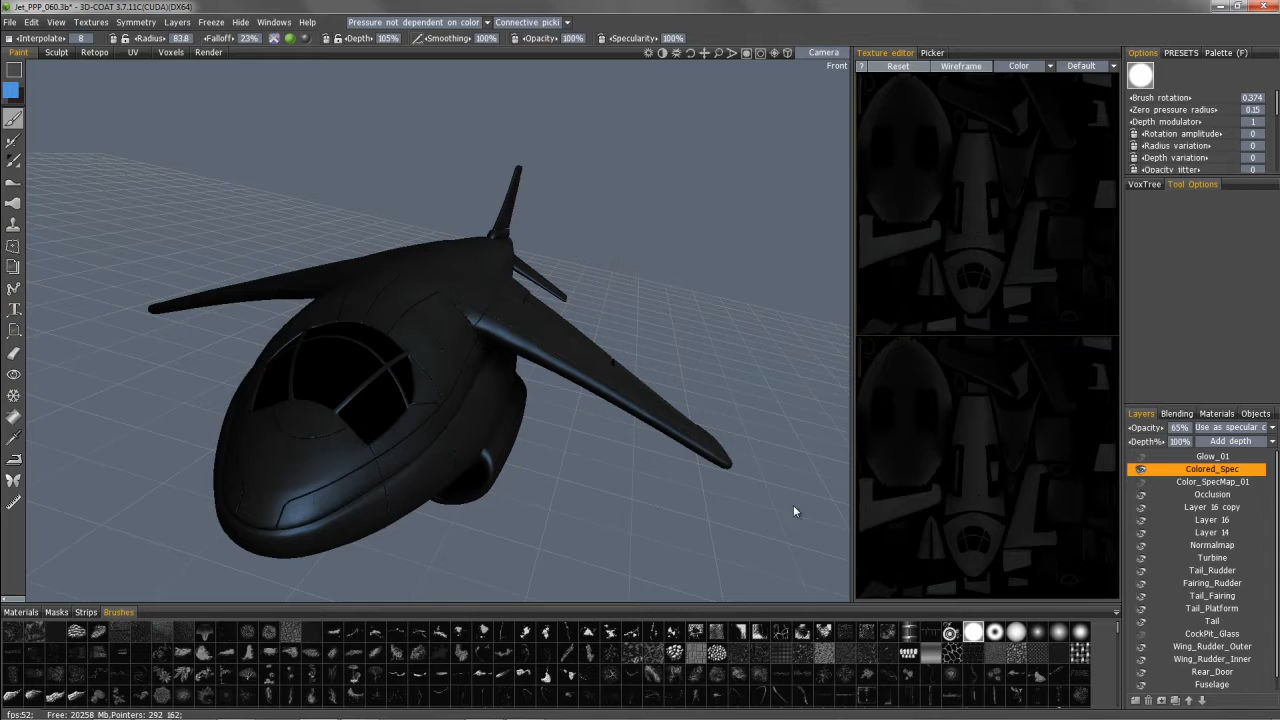 Jet_PPP_060.3b* - 3D-COAT 3.7.11C(CUDA)(DX64)
File Edit View Textures Symmetry Layers Freeze Hide Windows Help Pressure not dependent on color Connective picki
Interpolate: 8 Radius: 83.8 Falloff: 23% Depth: 105% Smoothing: 100% Opacity: 100% Specularity: 100%
Paint Sculpt Retopo UV Voxels Render Camera
Front
Texture editor Picker
? Reset Wireframe Color Default
Options PRESETS Palette (F)
Brush rotation: 0.374
Zero pressure radius: 0.15
Depth modulator: 1
Rotation amplitude: 0
Radius variation: 0
Depth variation: 0
Opacity jitter: 0
VoxTree Tool Options
Layers Blending Materials Objects
Opacity 65% Use as specular c
Depth% 100% Add depth
Glow_01
Colored_Spec
Color_SpecMap_01
Occlusion
Layer 16 copy
Layer 16
Layer 14
Normalmap
Turbine
Tail_Rudder
Fairing_Rudder
Tail_Fairing
Tail_Platform
Tail
CockPit_Glass
Wing_Rudder_Outer
Wing_Rudder_Inner
Rear_Door
Fuselage
Materials Masks Strips Brushes
fps:52; Free: 20258 Mb,Pointers: 292 162;